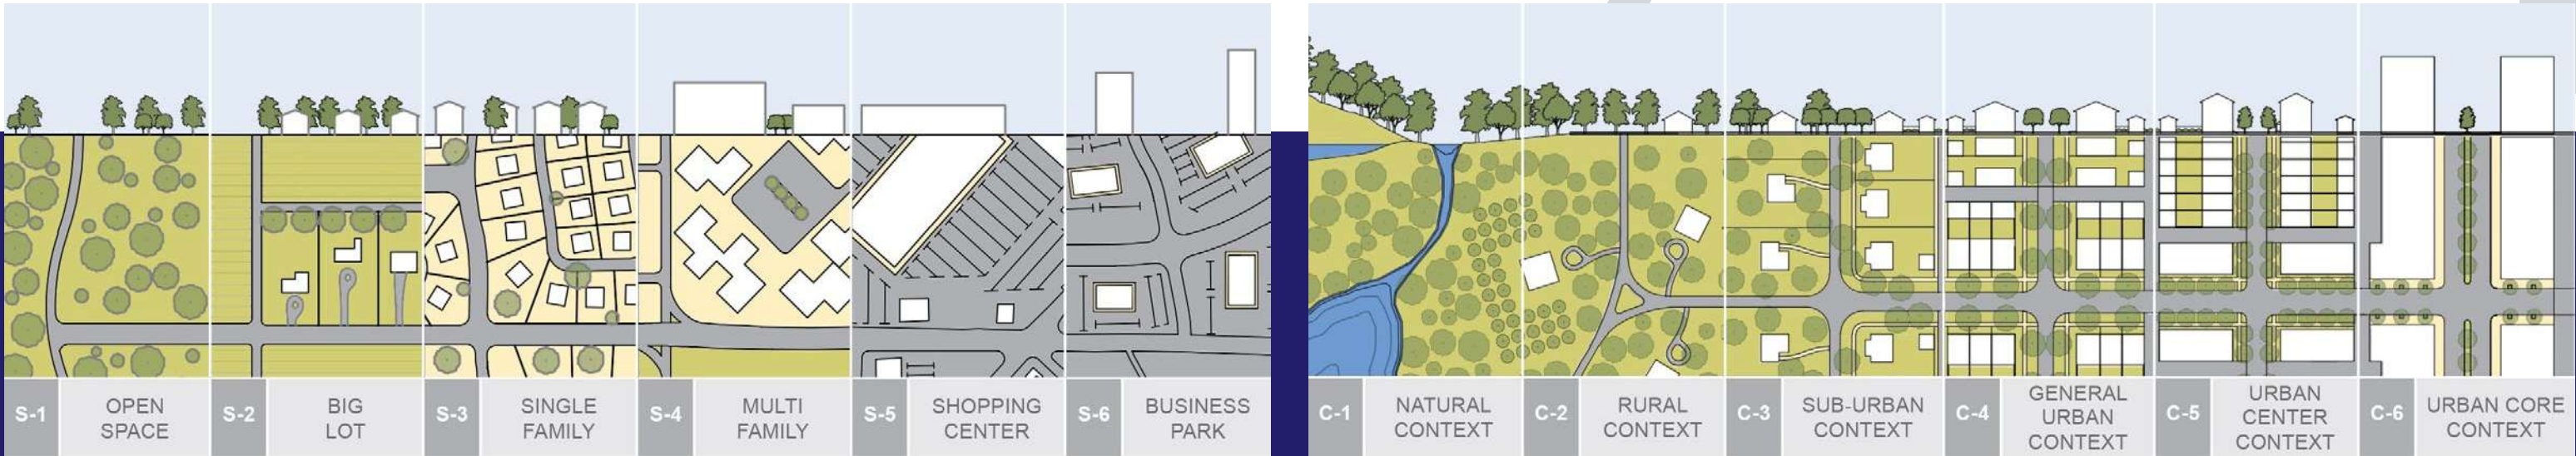 S-1
OPEN
SPACE
S-2
BIG
LOT
S-3
SINGLE
FAMILY
S-4
MULTI
FAMILY
S-5
SHOPPING
CENTER
S-6
BUSINESS
PARK
C-1
NATURAL
CONTEXT
C-2
RURAL
CONTEXT
C-3
SUB-URBAN
CONTEXT
C-4
GENERAL
URBAN
CONTEXT
C-5
URBAN
CENTER
CONTEXT
C-6
URBAN CORE
CONTEXT